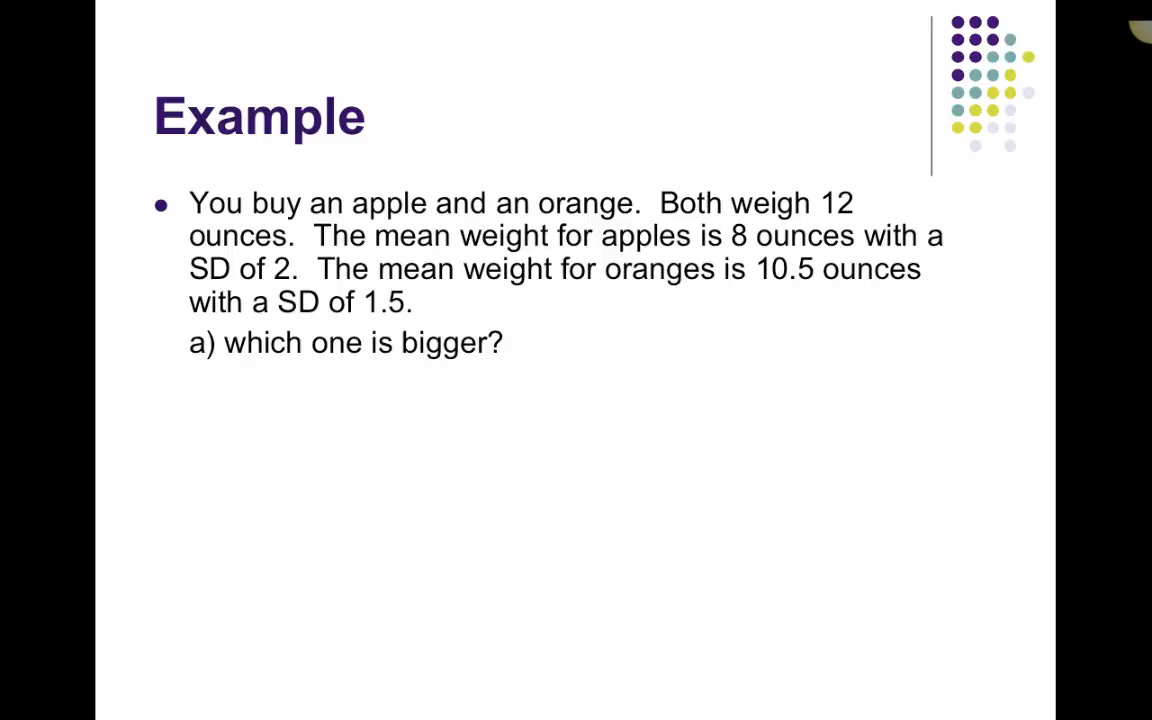 Example
You buy an apple and an orange.  Both weigh 12
ounces.  The mean weight for apples is 8 ounces with a
SD of 2.  The mean weight for oranges is 10.5 ounces
with a SD of 1.5.
a) which one is bigger?